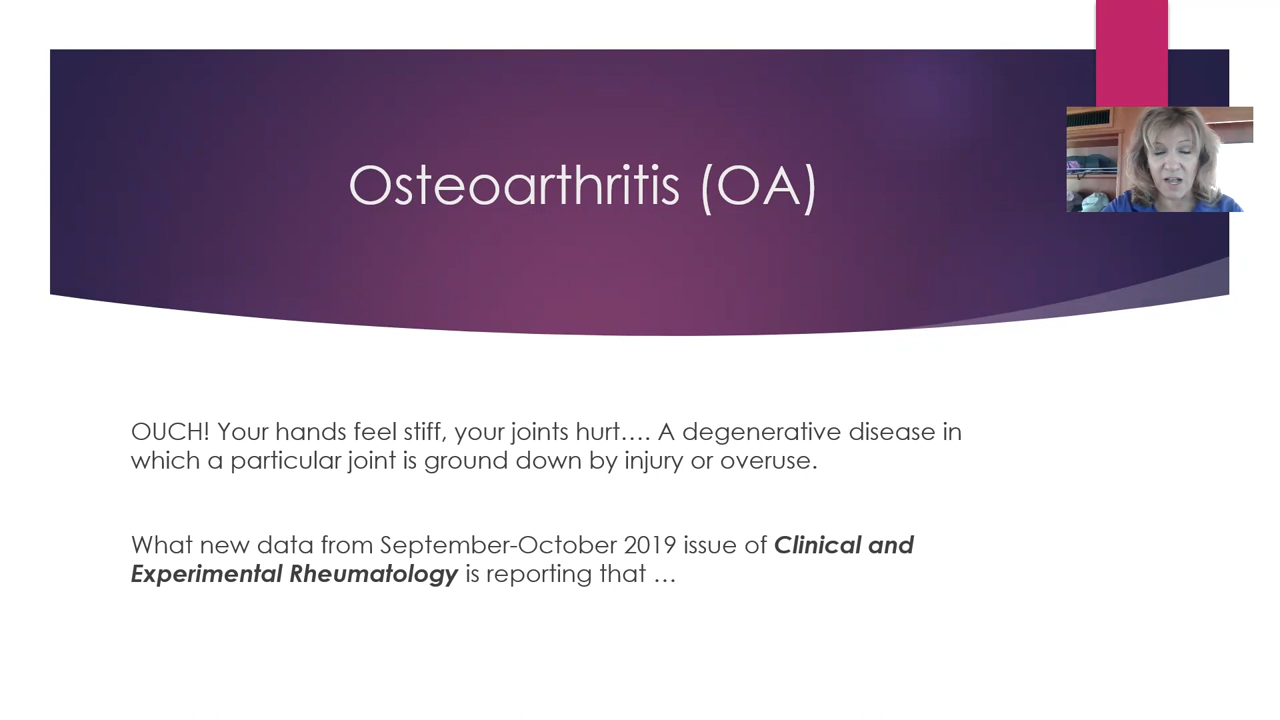 Osteoarthritis (OA)
OUCH! Your hands feel stiff, your joints hurt…. A degenerative disease in
which a particular joint is ground down by injury or overuse.
What new data from September-October 2019 issue of Clinical and
Experimental Rheumatology is reporting that …